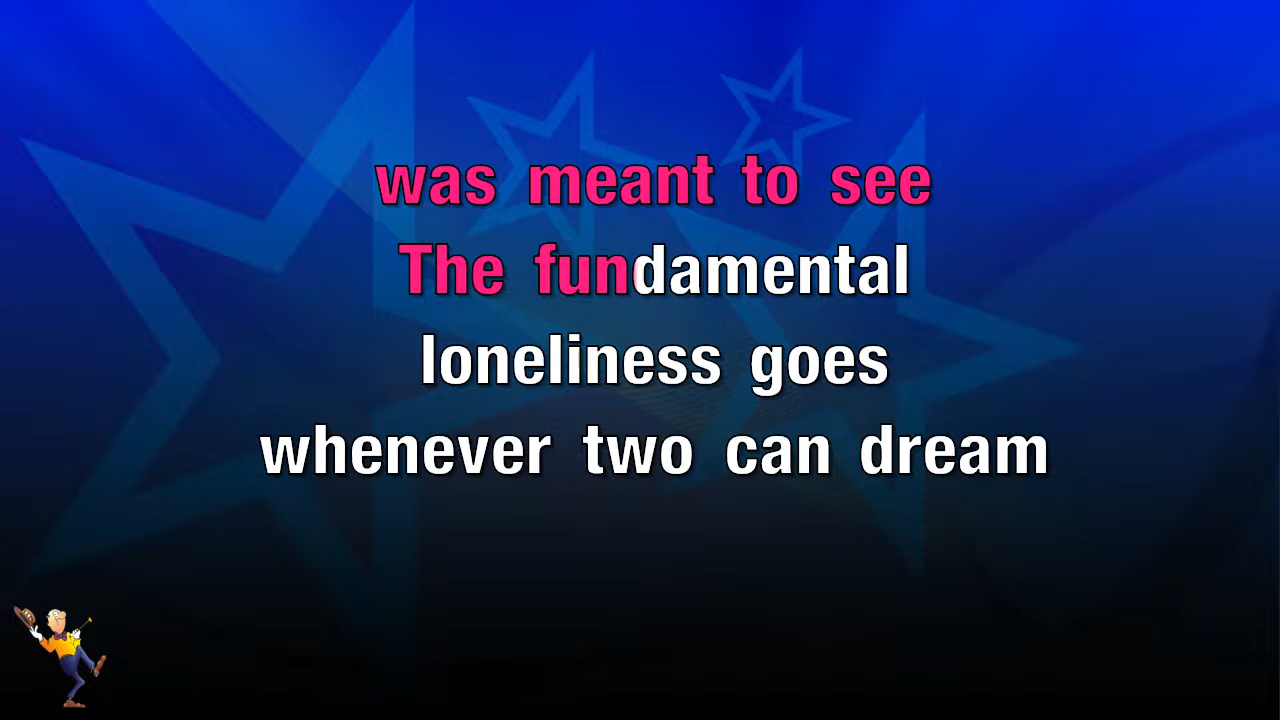 was meant to see
The fundamental
loneliness goes
whenever two can dream